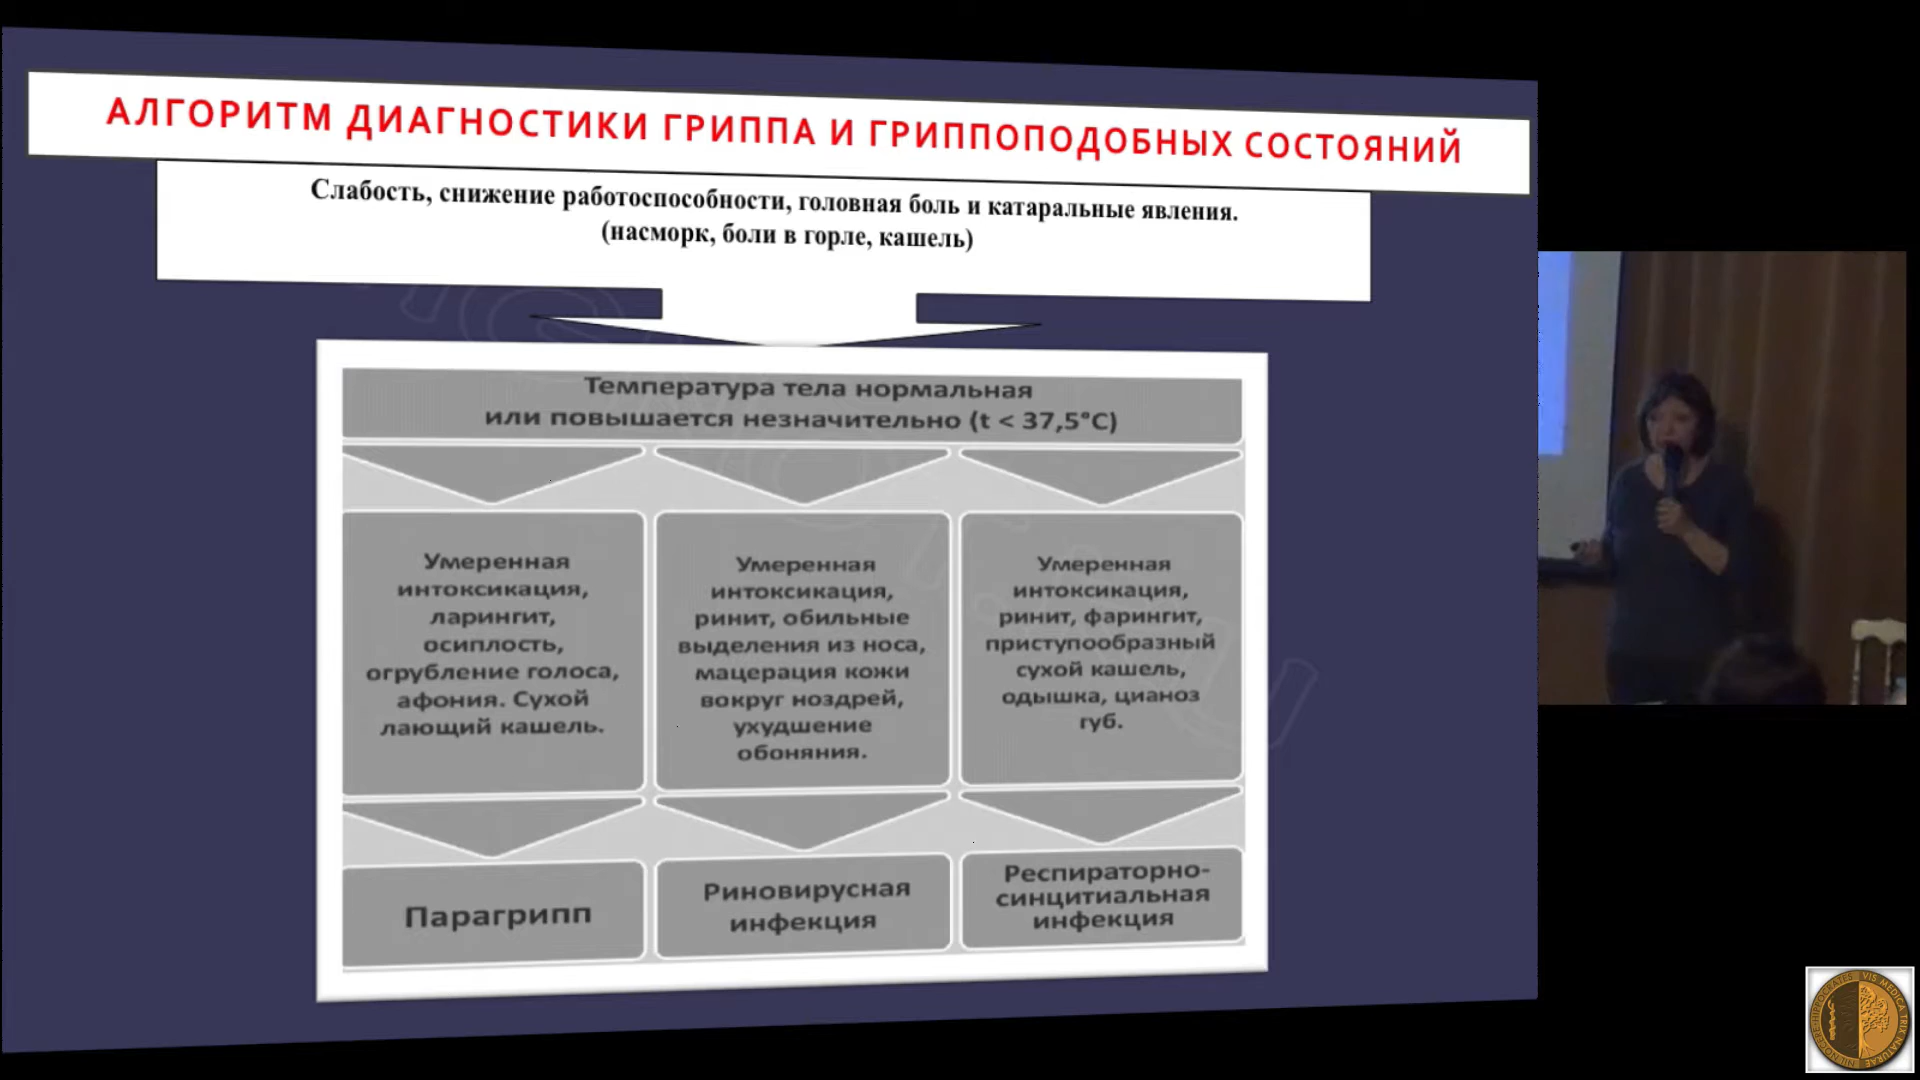 АЛГОРИТМ ДИАГНОСТИКИ ГРИППА И ГРИППОПОДОБНЫХ СОСТОЯНИЙ
Слабость, снижение работоспособности, головная боль и катаральные явления.
(насморк, боли в горле, кашель)
Температура тела нормальная
или повышается незначительно (t < 37,5°C)
Умеренная
интоксикация,
ларингит,
осиплость,
огрубление голоса,
афония. Сухой
лающий кашель.
Умеренная
интоксикация,
ринит, обильные
выделения из носа,
мацерация кожи
вокруг ноздрей,
ухудшение
обоняния.
Умеренная
интоксикация,
ринит, фарингит,
приступообразный
сухой кашель,
одышка, цианоз
губ.
Парагрипп
Риновирусная
инфекция
Респираторно-
синцитиальная
инфекция